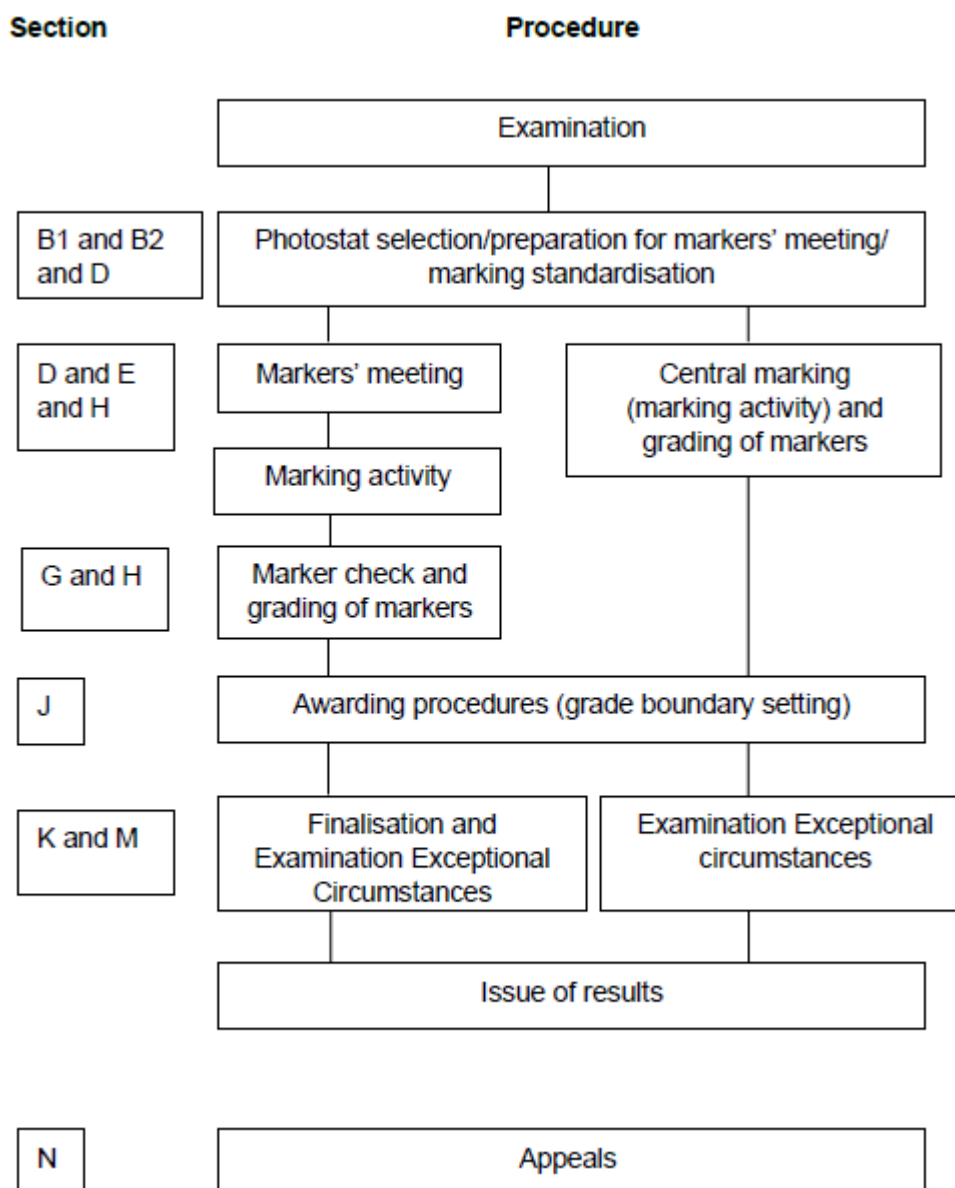 Section
Procedure
Examination
B1 and B2
and D
Photostat selection/preparation for markers’ meeting/
marking standardisation
D and E
and H
Markers’ meeting
Central marking
(marking activity) and
grading of markers
Marking activity
G and H
Marker check and
grading of markers
J
Awarding procedures (grade boundary setting)
K and M
Finalisation and
Examination Exceptional
Circumstances
Examination Exceptional
circumstances
Issue of results
N
Appeals